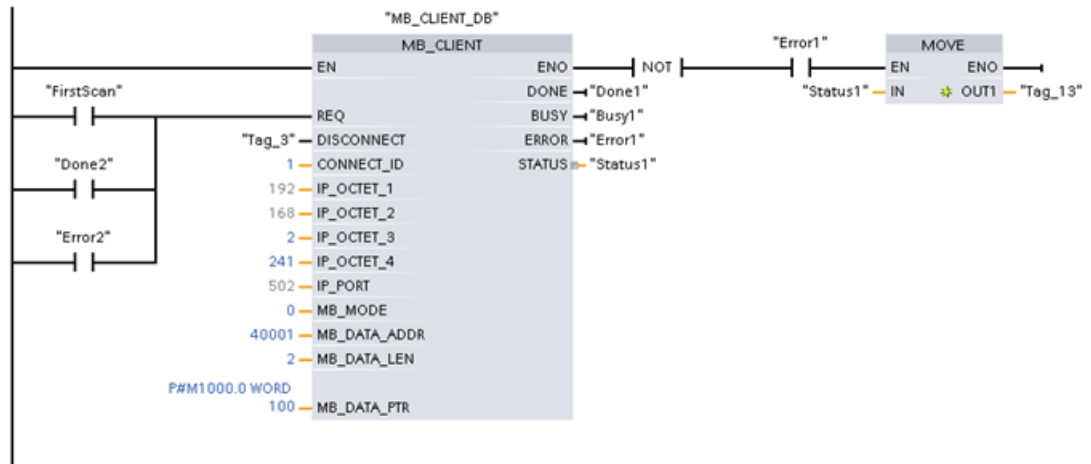 "MB_CLIENT_DB"
MB_CLIENT
"Error1"
MOVE
EN ENO NOT EN ENO
"FirstScan" DONE "Done1" "Status1" IN OUT1 "Tag_13"
REQ BUSY "Busy1"
"Tag_3" DISCONNECT ERROR "Error1"
"Done2" 1 CONNECT_ID STATUS "Status1"
192 IP_OCTET_1
168 IP_OCTET_2
"Error2" 2 IP_OCTET_3
241 IP_OCTET_4
502 IP_PORT
0 MB_MODE
40001 MB_DATA_ADDR
2 MB_DATA_LEN
P#M1000.0 WORD
100 MB_DATA_PTR